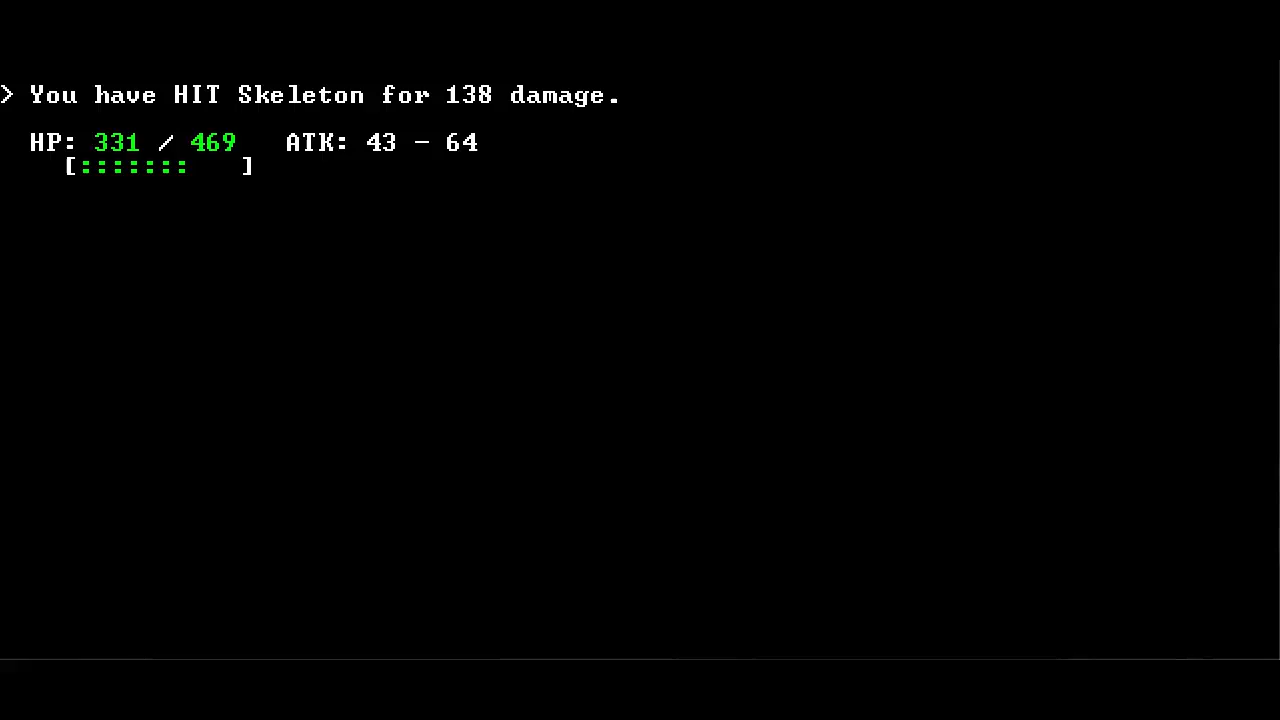 > You have HIT Skeleton for 138 damage.
HP: 331 / 469   ATK: 43 - 64
[:::::::   ]